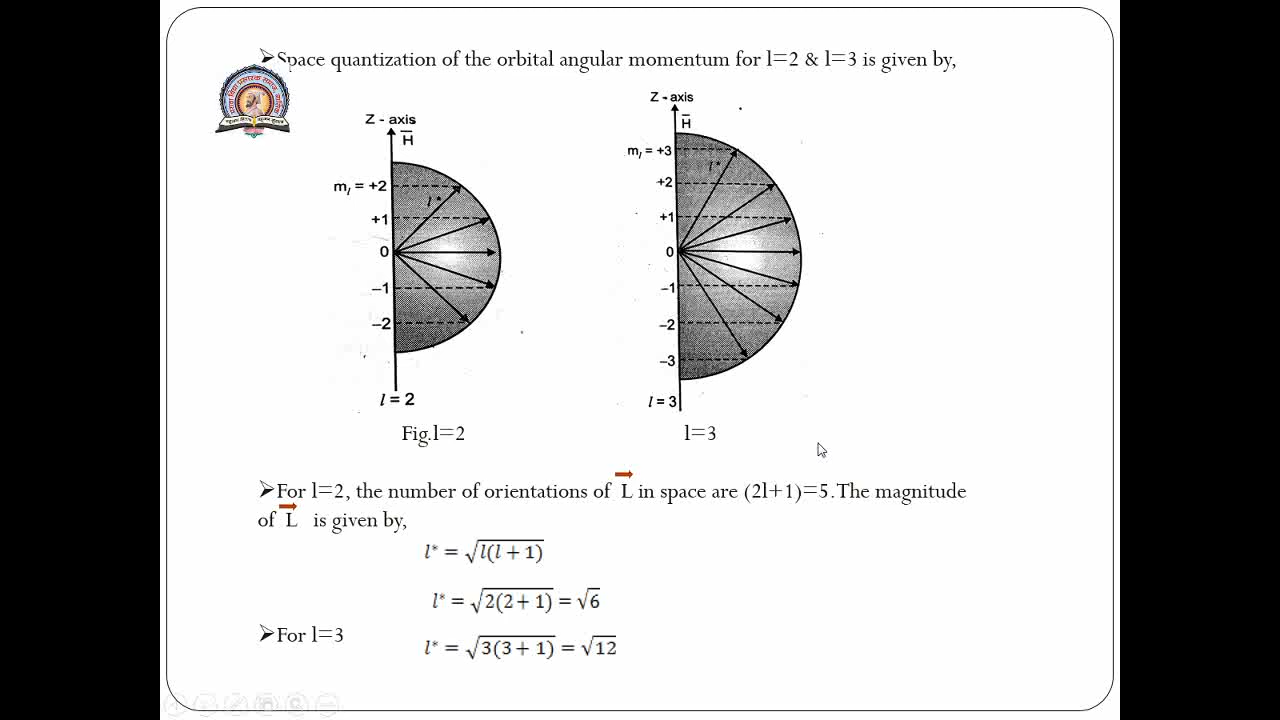 ➢Space quantization of the orbital angular momentum for l=2 & l=3 is given by,
Z - axis
H̅
m_l = +2
l*
+1
0
–1
–2
l = 2
Fig.l=2
Z - axis
H̅
m_l = +3
l*
+2
+1
0
–1
–2
–3
l = 3
l=3
➢For l=2, the number of orientations of L⃗ in space are (2l+1)=5.The magnitude
of L⃗ is given by,
l* = √l(l + 1)
l* = √2(2 + 1) = √6
➢For l=3
l* = √3(3 + 1) = √12